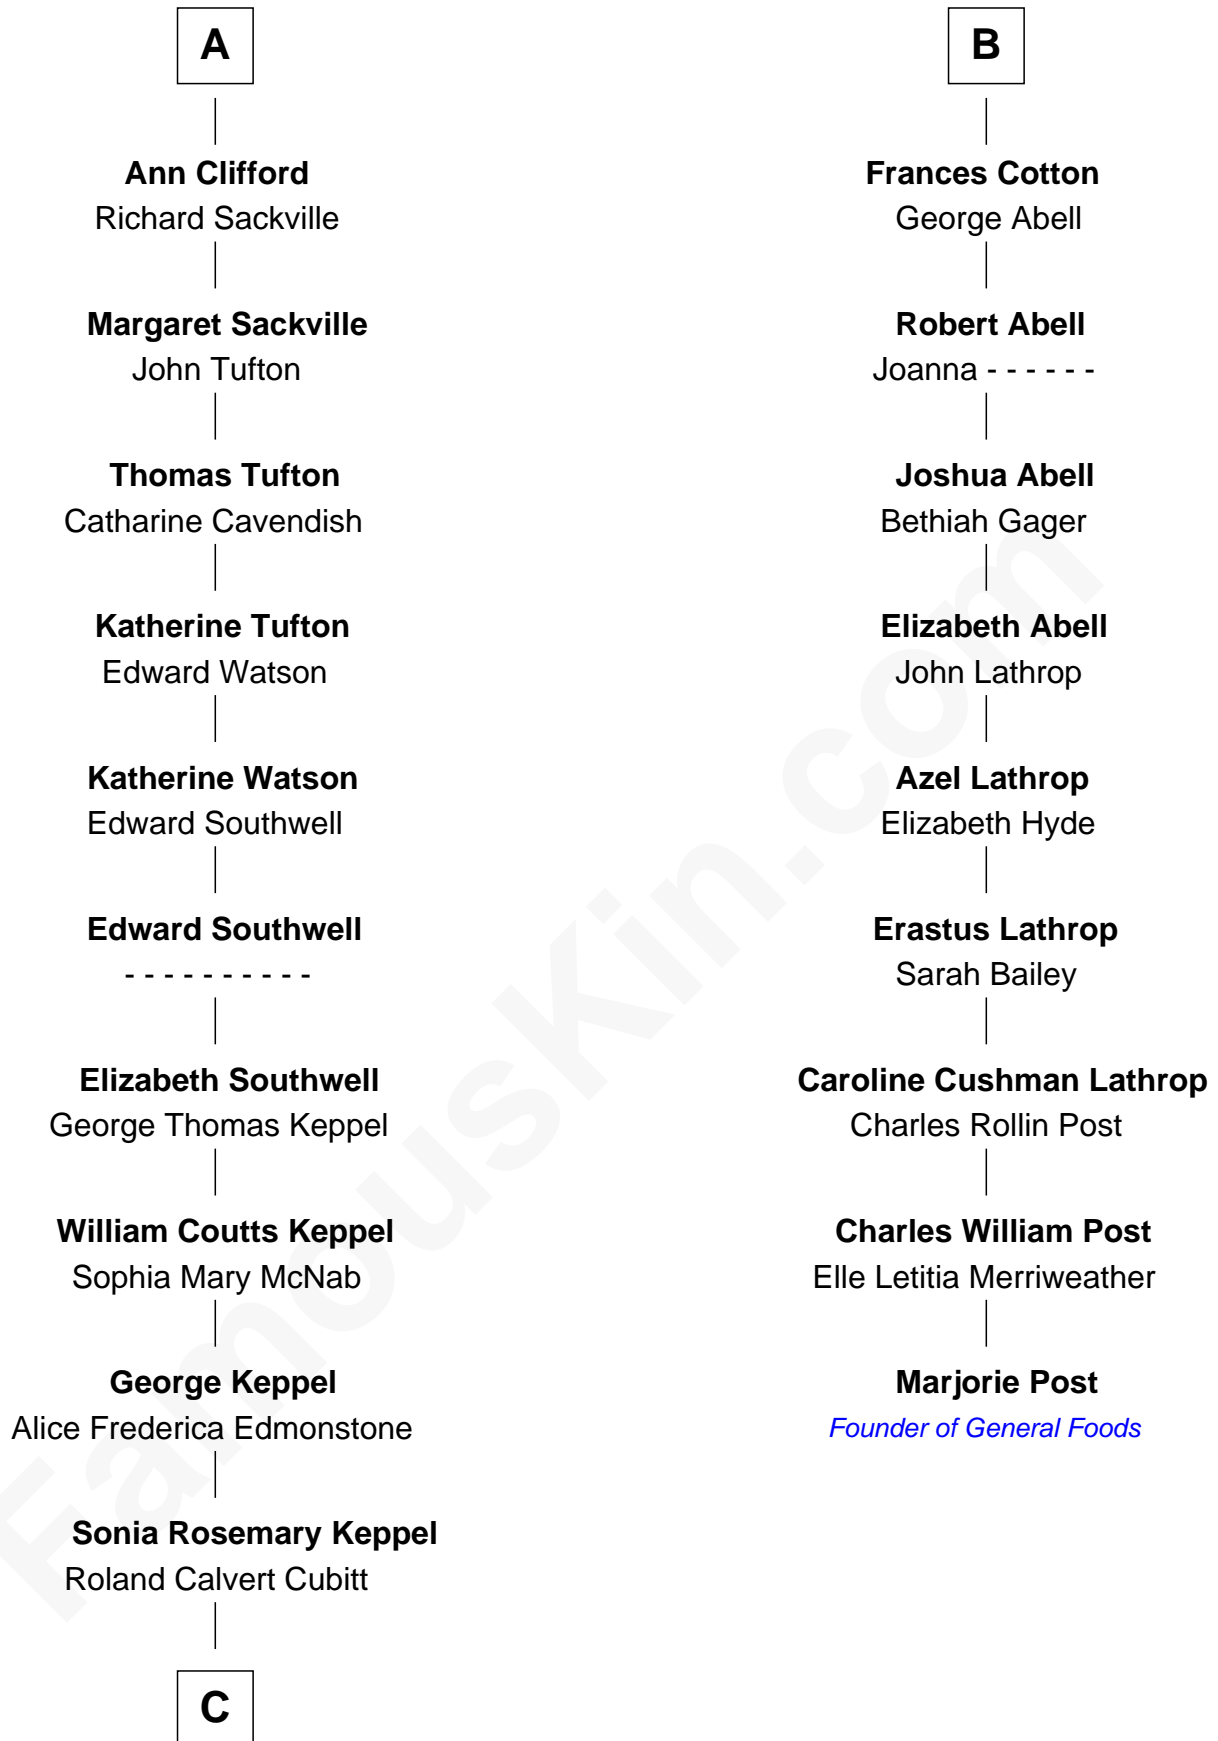 A
Ann Clifford
Richard Sackville
Margaret Sackville
John Tufton
Thomas Tufton
Catharine Cavendish
Katherine Tufton
Edward Watson
Katherine Watson
Edward Southwell
Edward Southwell
- - - - - - - - - -
Elizabeth Southwell
George Thomas Keppel
William Coutts Keppel
Sophia Mary McNab
George Keppel
Alice Frederica Edmonstone
Sonia Rosemary Keppel
Roland Calvert Cubitt
C
B
Frances Cotton
George Abell
Robert Abell
Joanna - - - - - -
Joshua Abell
Bethiah Gager
Elizabeth Abell
John Lathrop
Azel Lathrop
Elizabeth Hyde
Erastus Lathrop
Sarah Bailey
Caroline Cushman Lathrop
Charles Rollin Post
Charles William Post
Elle Letitia Merriweather
Marjorie Post
Founder of General Foods
FamousKin.com